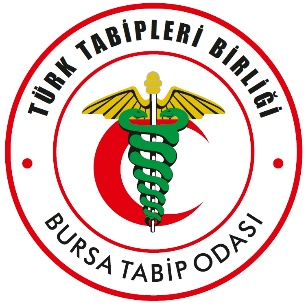 TÜRK TABİPLERİ BİRLİĞİ
BURSA TABİP ODASI